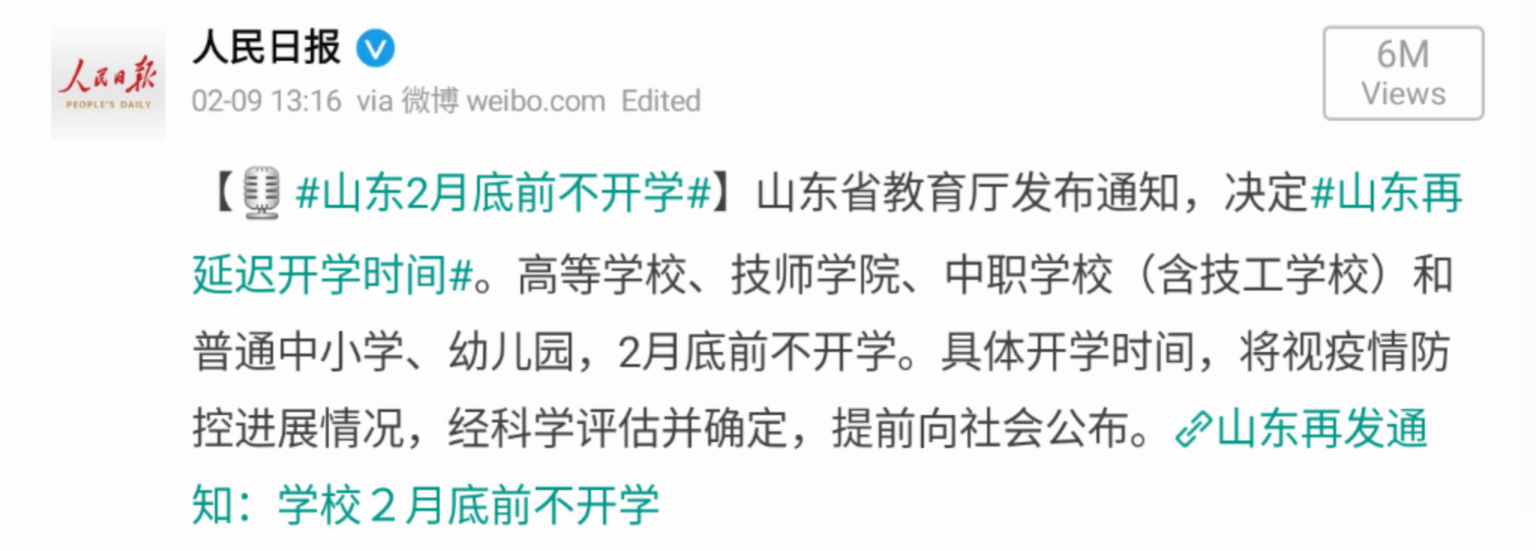 人民日报
人民日報
PEOPLE'S DAILY
02-09 13:16 via 微博 weibo.com Edited
6M
Views
【#山东2月底前不开学#】山东省教育厅发布通知，决定#山东再
延迟开学时间#。高等学校、技师学院、中职学校（含技工学校）和
普通中小学、幼儿园，2月底前不开学。具体开学时间，将视疫情防
控进展情况，经科学评估并确定，提前向社会公布。山东再发通
知：学校２月底前不开学